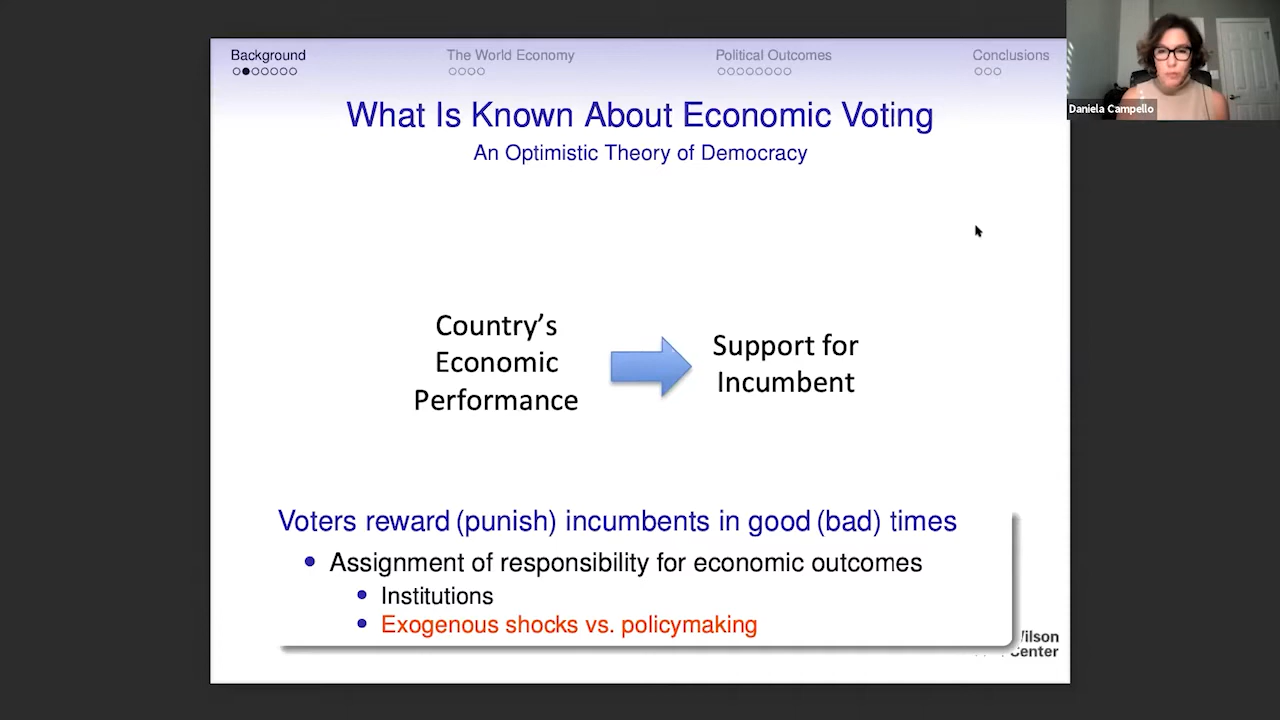 Background
The World Economy
Political Outcomes
Conclusions
Daniela Campello
What Is Known About Economic Voting
An Optimistic Theory of Democracy
Country’s
Economic
Performance
Support for
Incumbent
Voters reward (punish) incumbents in good (bad) times
Assignment of responsibility for economic outcomes
Institutions
Exogenous shocks vs. policymaking
Wilson
Center